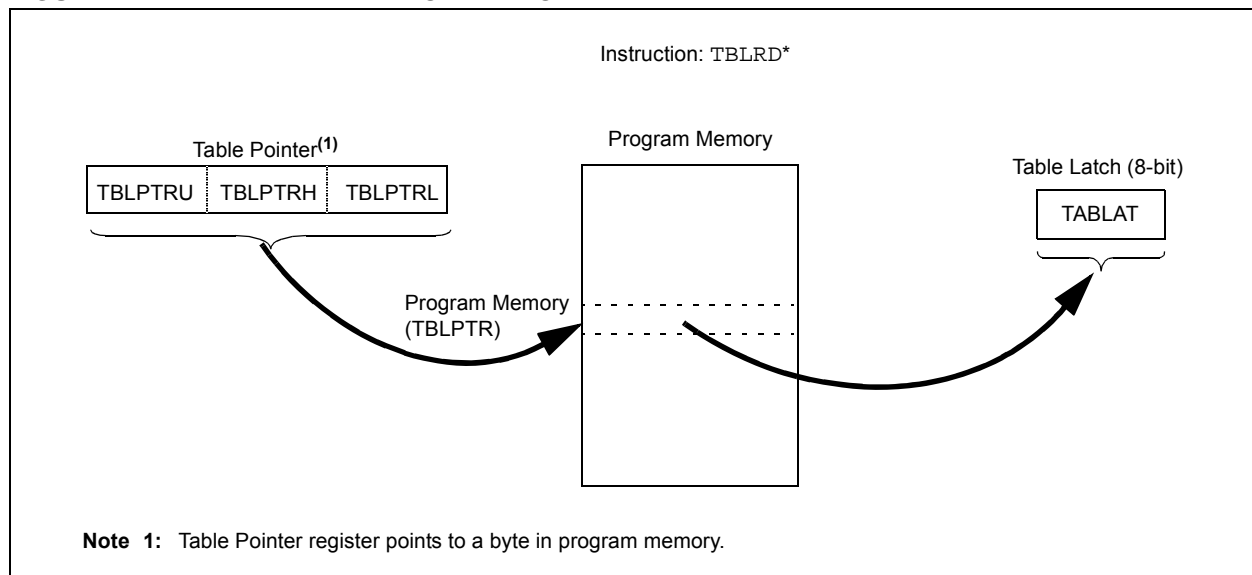 Instruction: TBLRD*
Table Pointer(1)
Program Memory
Table Latch (8-bit)
TBLPTRU TBLPTRH TBLPTRL
TABLAT
Program Memory
(TBLPTR)
Note 1: Table Pointer register points to a byte in program memory.